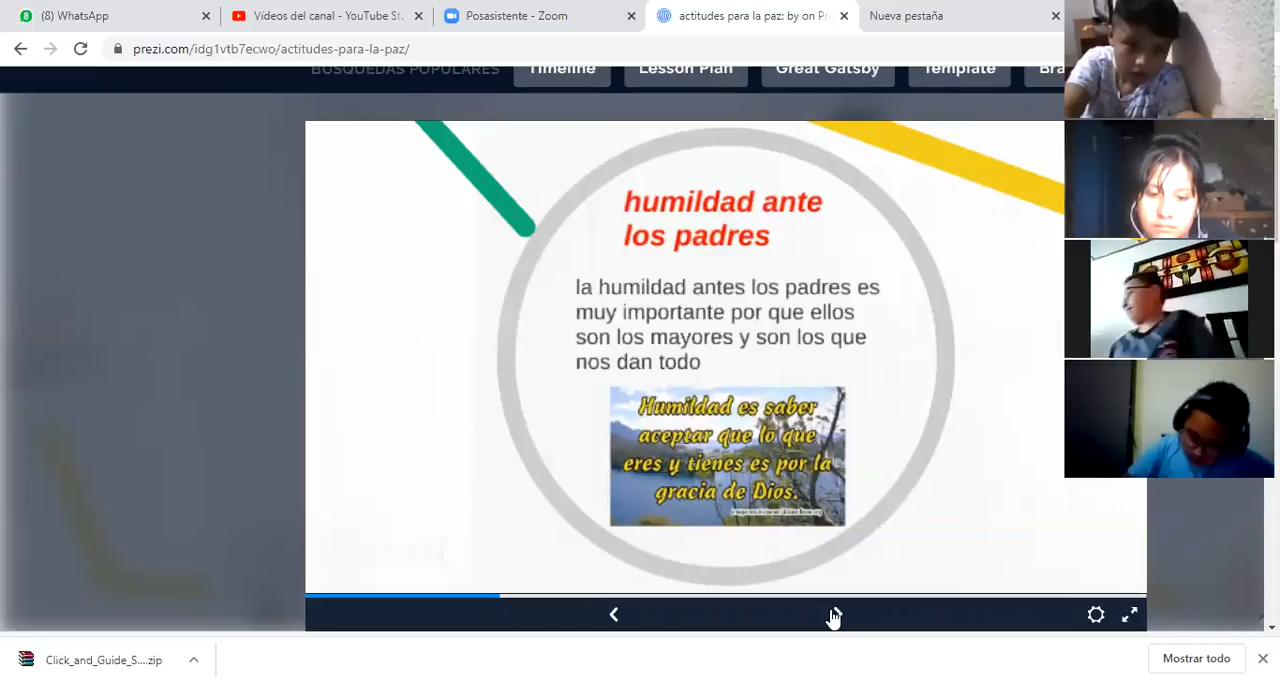 (8) WhatsApp
Vídeos del canal - YouTube St
Posasistente - Zoom
actitudes para la paz: by on Pr
Nueva pestaña
prezi.com/idg1vtb7ecwo/actitudes-para-la-paz/
BÚSQUEDAS POPULARES
Timeline
Lesson Plan
Great Gatsby
Template
Bra
humildad ante
los padres
la humildad antes los padres es
muy importante por que ellos
son los mayores y son los que
nos dan todo
Humildad es saber
aceptar que lo que
eres y tienes es por la
gracia de Dios.
Click_and_Guide_S....zip
Mostrar todo